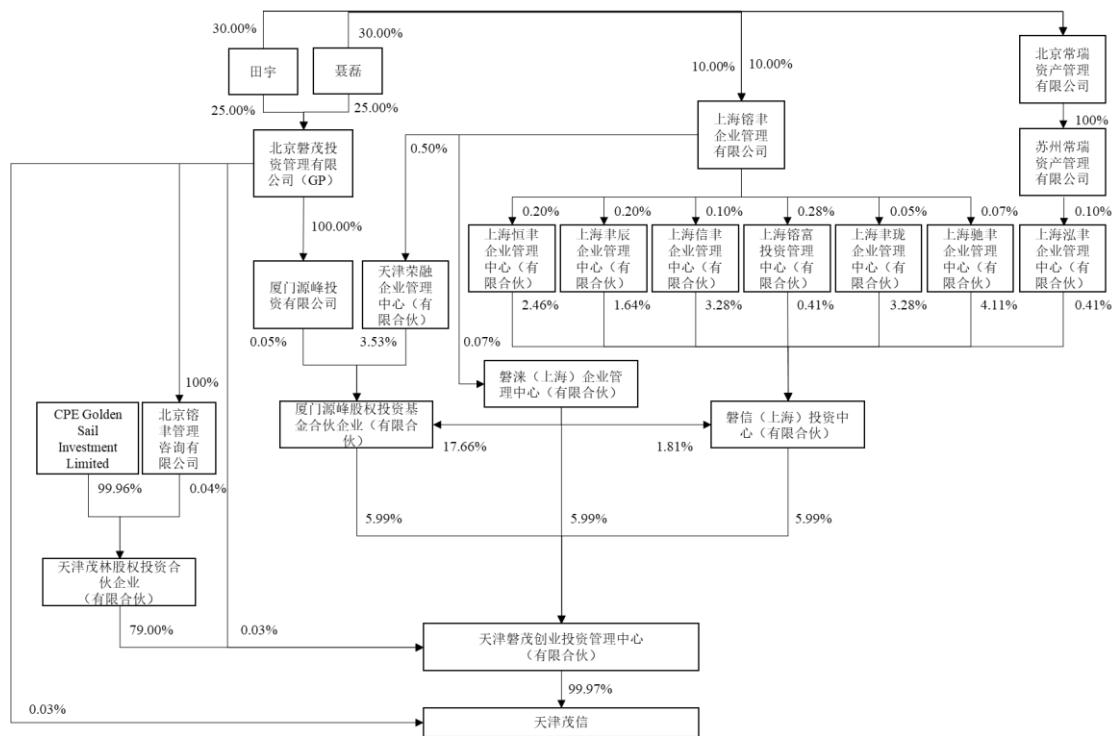 30.00%
30.00%
田宇
聂磊
10.00%
10.00%
北京常瑞
资产管理
有限公司
25.00%
25.00%
100%
北京磐茂投
资管理有限
公司（GP）
0.50%
上海镕聿
企业管理
有限公司
苏州常瑞
资产管理
有限公司
100.00%
0.20%
0.20%
0.10%
0.28%
0.05%
0.07%
0.10%
上海恒聿
企业管理
中心（有
限合伙）
上海聿辰
企业管理
中心（有
限合伙）
上海信聿
企业管理
中心（有
限合伙）
上海镕富
投资管理
中心（有
限合伙）
上海聿珑
企业管理
中心（有
限合伙）
上海驰聿
企业管理
中心（有
限合伙）
上海泓聿
企业管理
中心（有
限合伙）
厦门源峰投
资有限公司
天津荣融
企业管理
中心（有
限合伙）
2.46%
1.64%
3.28%
0.41%
3.28%
4.11%
0.41%
0.05%
3.53%
0.07%
磐涞（上海）企业管
理中心（有限合伙）
100%
CPE Golden
Sail
Investment
Limited
北京镕
聿管理
咨询有
限公司
厦门源峰股权投资基
金合伙企业（有限合
伙）
17.66%
1.81%
磐信（上海）投资中
心（有限合伙）
99.96%
0.04%
5.99%
5.99%
5.99%
天津茂林股权投资合
伙企业
（有限合伙）
79.00%
0.03%
天津磐茂创业投资管理中心
（有限合伙）
99.97%
0.03%
天津茂信